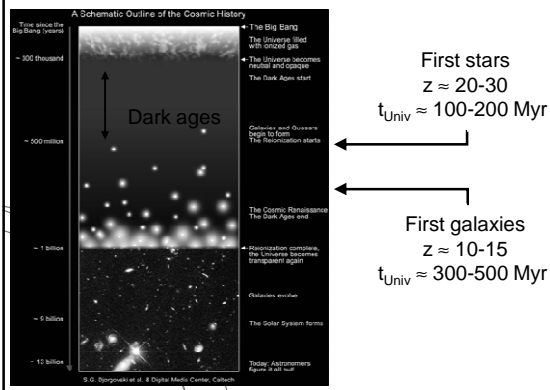 A Schematic Outline of the Cosmic History
Time since the
Big Bang (years)
~ 300 thousand
~ 500 million
~ 1 billion
~ 9 billion
~ 13 billion
Dark ages
The Big Bang
The Universe filled
with ionized gas
The Universe becomes
neutral and opaque
The Dark Ages start
Galaxies and Quasars
begin to form
The Reionization starts
The Cosmic Renaissance
The Dark Ages end
Reionization complete,
the Universe becomes
transparent again
Galaxies evolve
The Solar System forms
Today: Astronomers
figure it all out!
S.G. Djorgovski et al. & Digital Media Center, Caltech
First stars
z ≈ 20-30
tUniv ≈ 100-200 Myr
First galaxies
z ≈ 10-15
tUniv ≈ 300-500 Myr